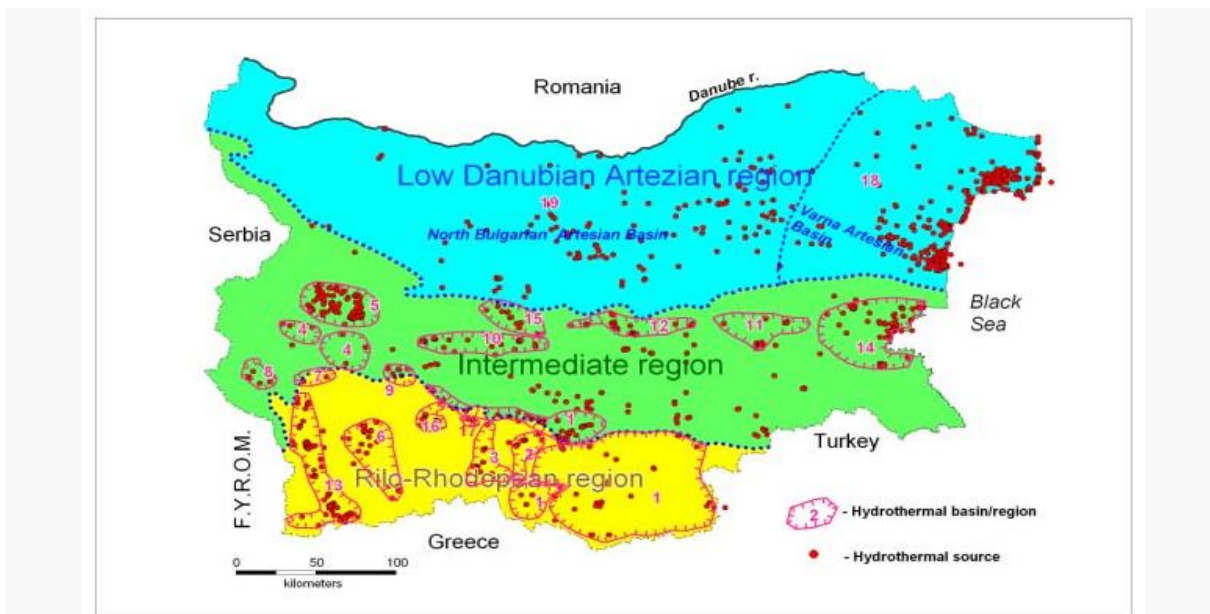 Romania
Danube r.
Low Danubian Artezian region
18
19
Varna Artesian
Basin
North Bulgarian Artesian Basin
Serbia
Black
Sea
5
15
4
12
11
10
14
4
Intermediate region
8
7
9
1
16
17
6
3
2
Turkey
F.Y.R.O.M.
Rilo-Rhodopean region
13
1
1
2
- Hydrothermal basin/region
Greece
- Hydrothermal source
0
50
100
kilometers